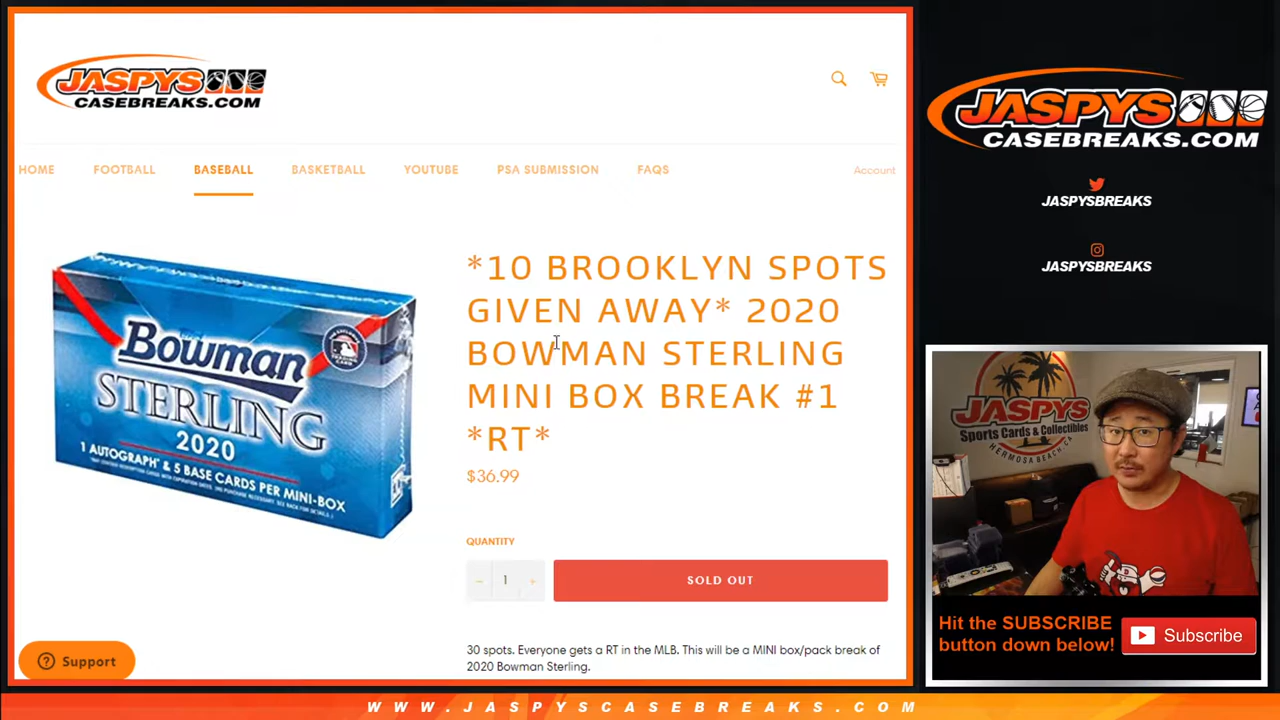 JASPYS
CASEBREAKS.COM
HOME
FOOTBALL
BASEBALL
BASKETBALL
YOUTUBE
PSA SUBMISSION
FAQS
Account
Bowman
STERLING
2020
1 AUTOGRAPH* & 5 BASE CARDS PER MINI-BOX
*10 BROOKLYN SPOTS
GIVEN AWAY* 2020
BOWMAN STERLING
MINI BOX BREAK #1
*RT*
$36.99
QUANTITY
− 1 +
SOLD OUT
30 spots. Everyone gets a RT in the MLB. This will be a MINI box/pack break of
2020 Bowman Sterling.
Support
JASPYS
CASEBREAKS.COM
JASPYSBREAKS
JASPYSBREAKS
JASPYS
Sports Cards & Collectibles
HERMOSA BEACH, CA
Hit the SUBSCRIBE
button down below!
Subscribe
WWW.JASPYSCASEBREAKS.COM